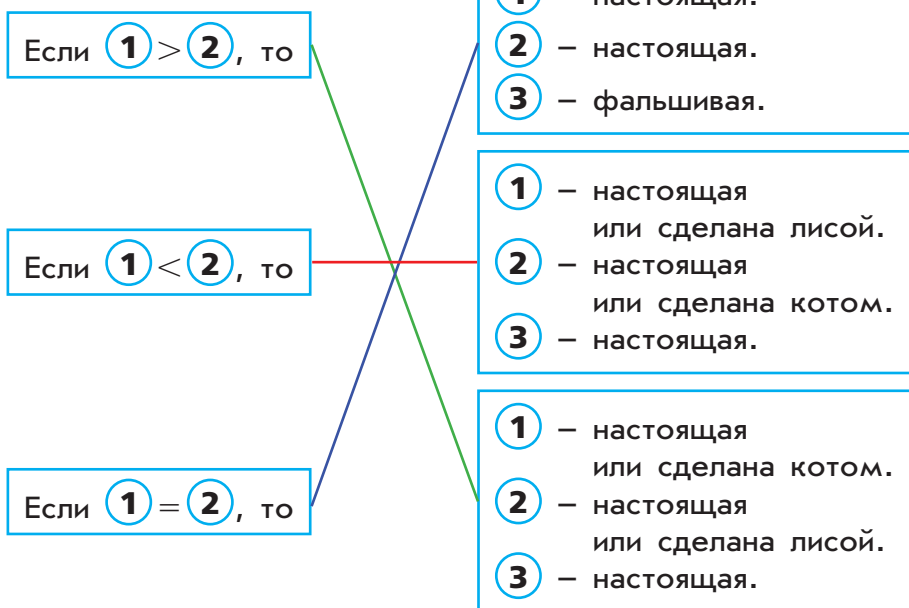 1 – настоящая.
Если 1 > 2, то
2 – настоящая.
3 – фальшивая.
1 – настоящая
или сделана лисой.
Если 1 < 2, то
2 – настоящая
или сделана котом.
3 – настоящая.
1 – настоящая
или сделана котом.
Если 1 = 2, то
2 – настоящая
или сделана лисой.
3 – настоящая.